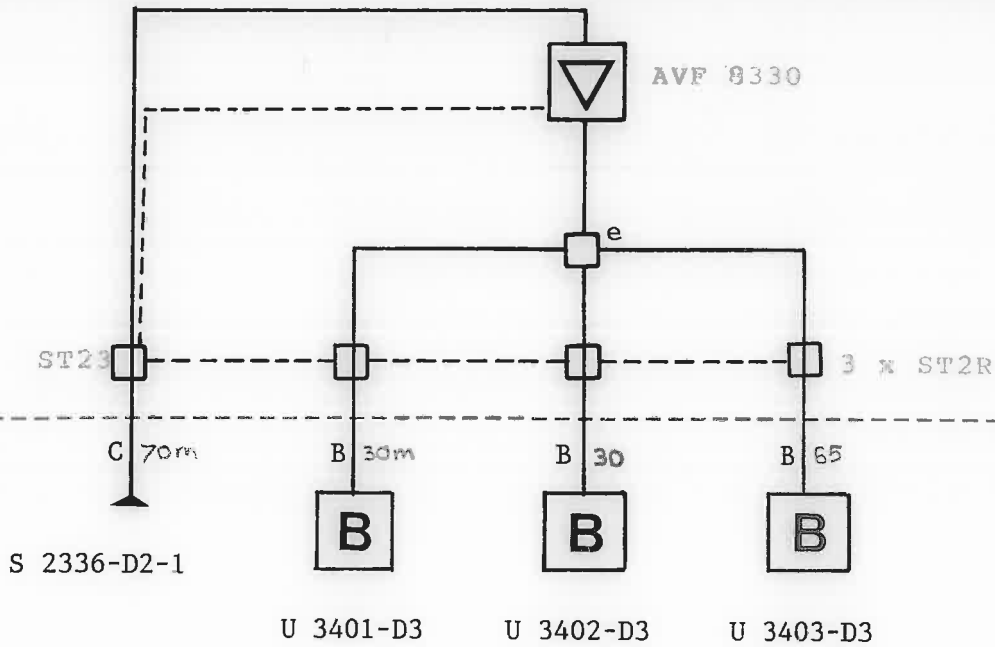 AVF 8330
e
ST23
3 x ST2R
C 70m
B 30m
B 30
B 65
B
B
B
S 2336-D2-1
U 3401-D3
U 3402-D3
U 3403-D3